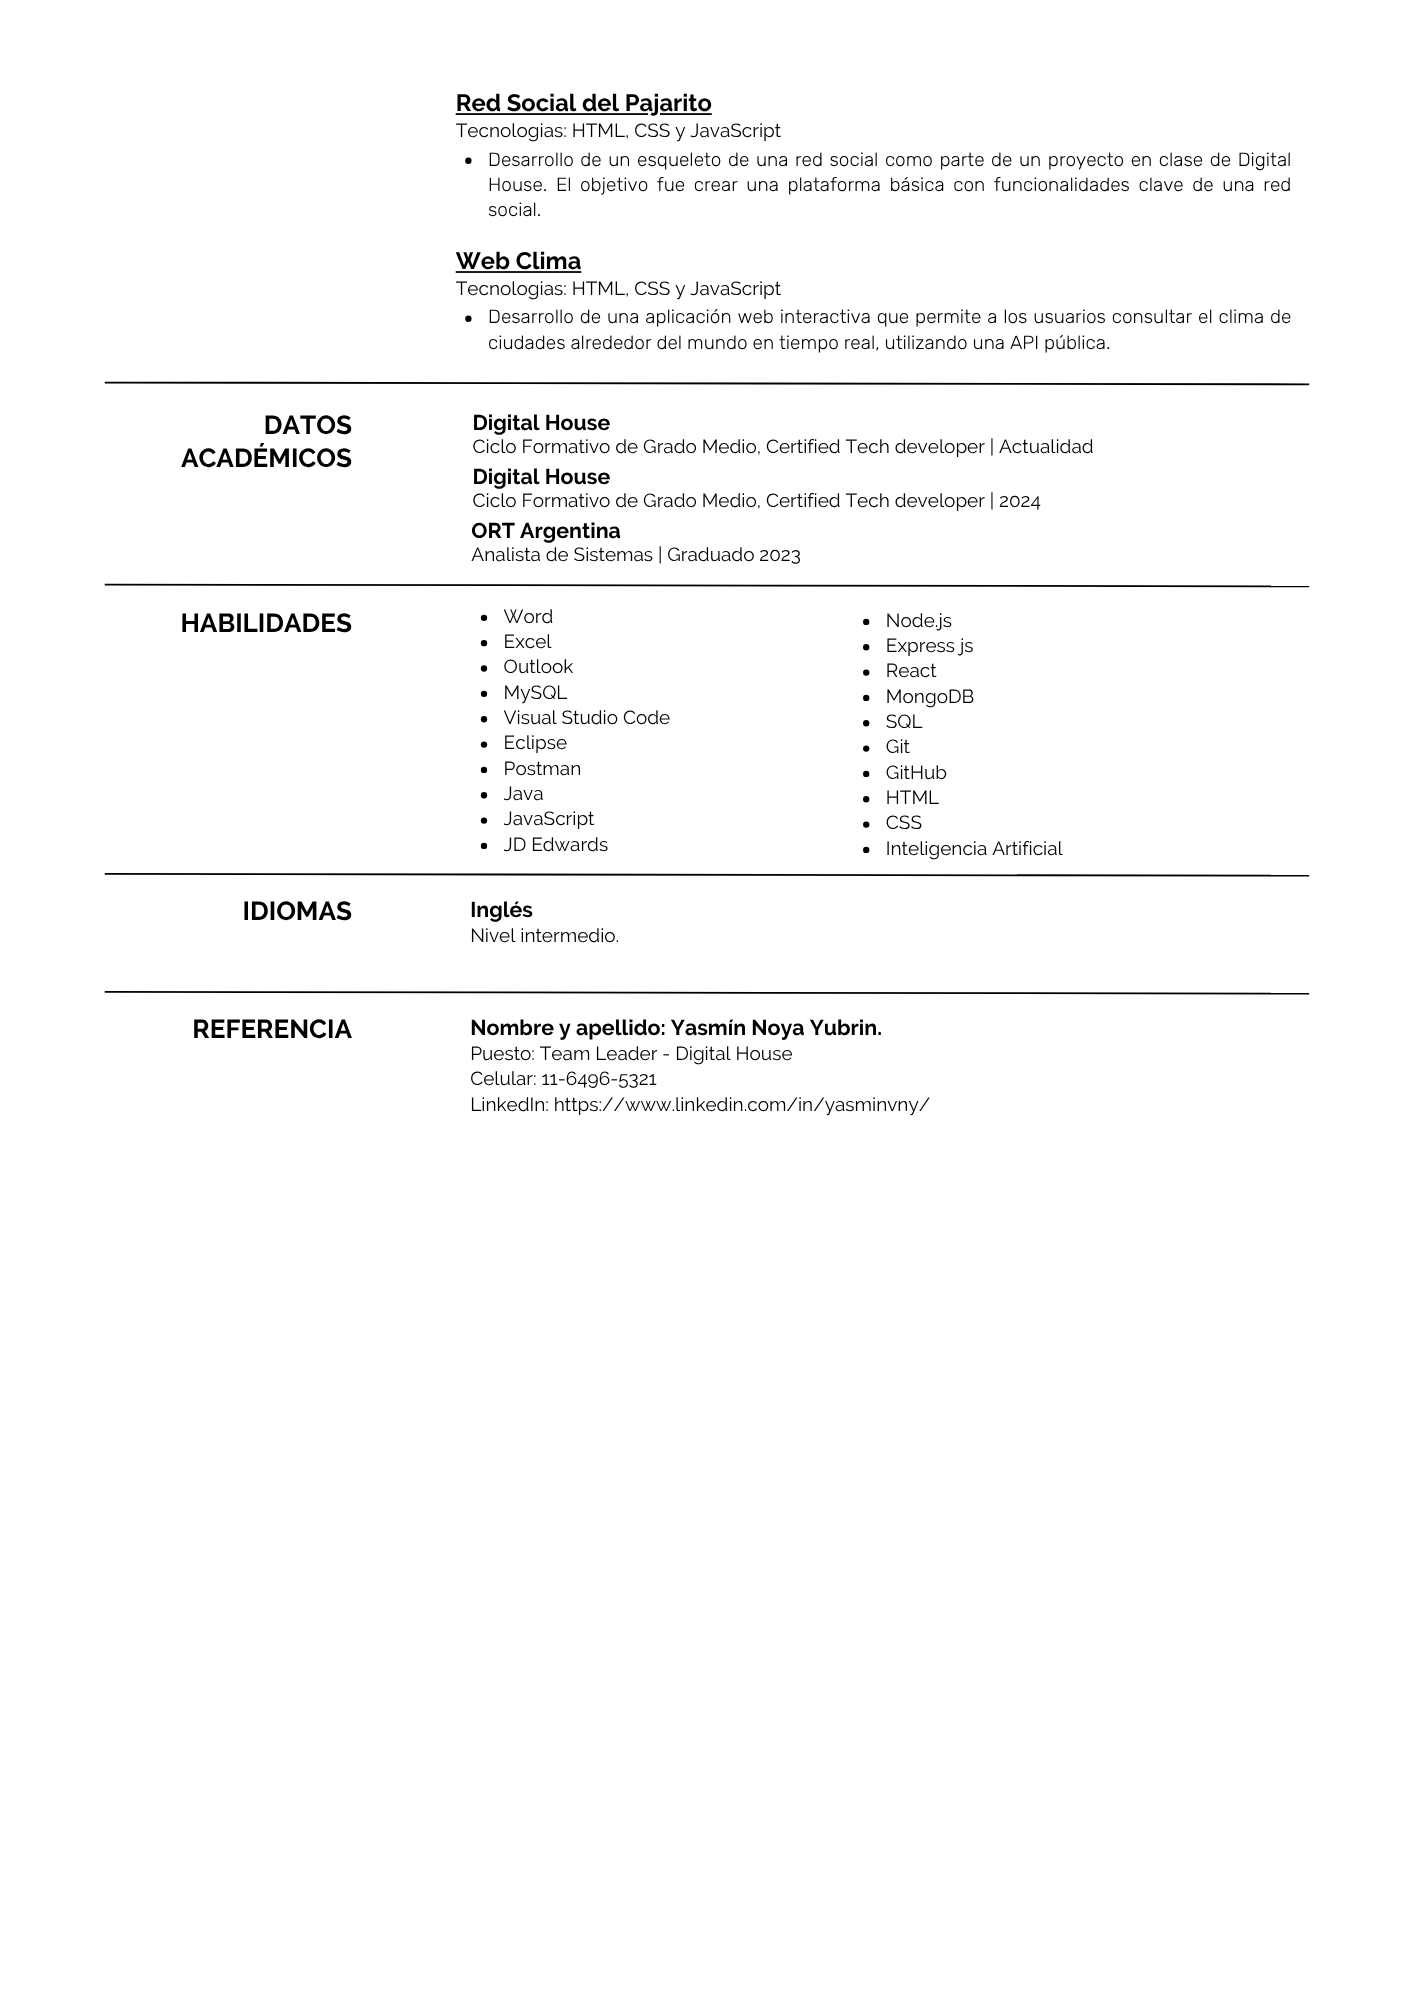 Red Social del Pajarito
Tecnologias: HTML, CSS y JavaScript
• Desarrollo de un esqueleto de una red social como parte de un proyecto en clase de Digital
House. El objetivo fue crear una plataforma básica con funcionalidades clave de una red
social.
Web Clima
Tecnologias: HTML, CSS y JavaScript
• Desarrollo de una aplicación web interactiva que permite a los usuarios consultar el clima de
ciudades alrededor del mundo en tiempo real, utilizando una API pública.
DATOS
ACADÉMICOS
Digital House
Ciclo Formativo de Grado Medio, Certified Tech developer | Actualidad
Digital House
Ciclo Formativo de Grado Medio, Certified Tech developer | 2024
ORT Argentina
Analista de Sistemas | Graduado 2023
HABILIDADES
• Word
• Excel
• Outlook
• MySQL
• Visual Studio Code
• Eclipse
• Postman
• Java
• JavaScript
• JD Edwards
• Node.js
• Express js
• React
• MongoDB
• SQL
• Git
• GitHub
• HTML
• CSS
• Inteligencia Artificial
IDIOMAS
Inglés
Nivel intermedio.
REFERENCIA
Nombre y apellido: Yasmín Noya Yubrin.
Puesto: Team Leader - Digital House
Celular: 11-6496-5321
LinkedIn: https://www.linkedin.com/in/yasminvny/